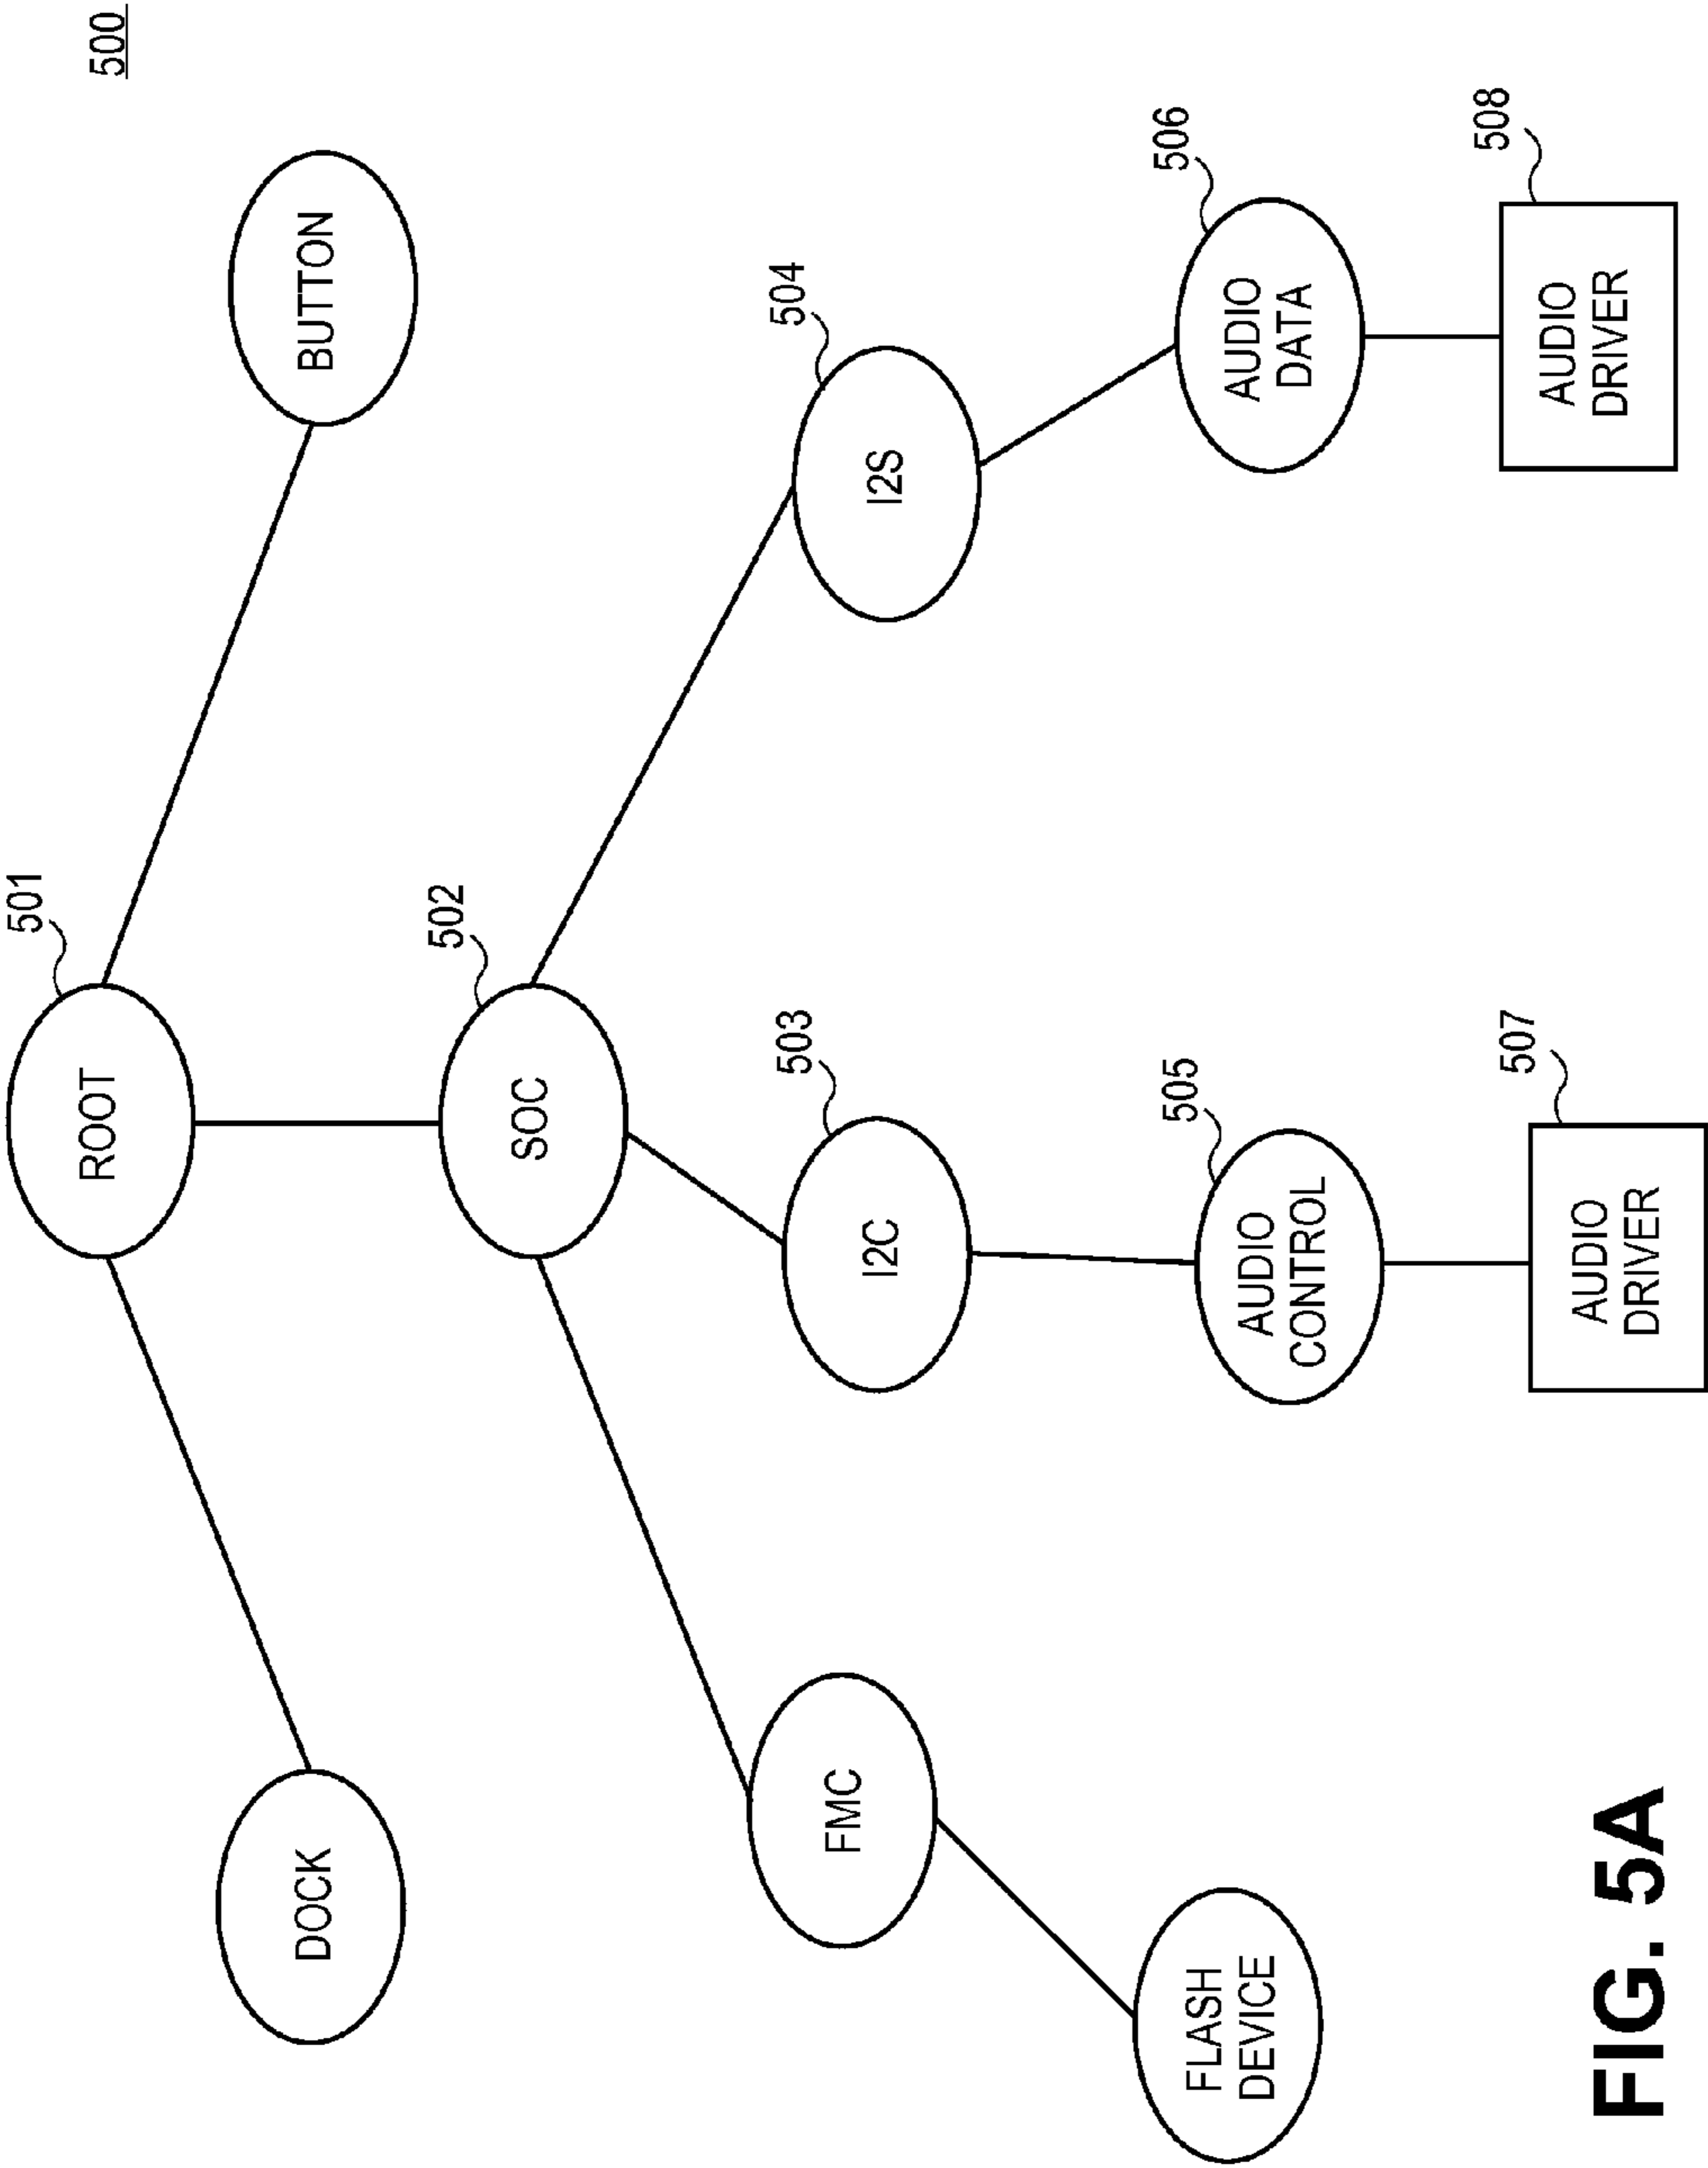 500
501
ROOT
DOCK
BUTTON
502
SOC
503
504
FMC
I2C
I2S
505
506
FLASH
DEVICE
AUDIO
CONTROL
AUDIO
DATA
507
508
AUDIO
DRIVER
AUDIO
DRIVER
FIG. 5A